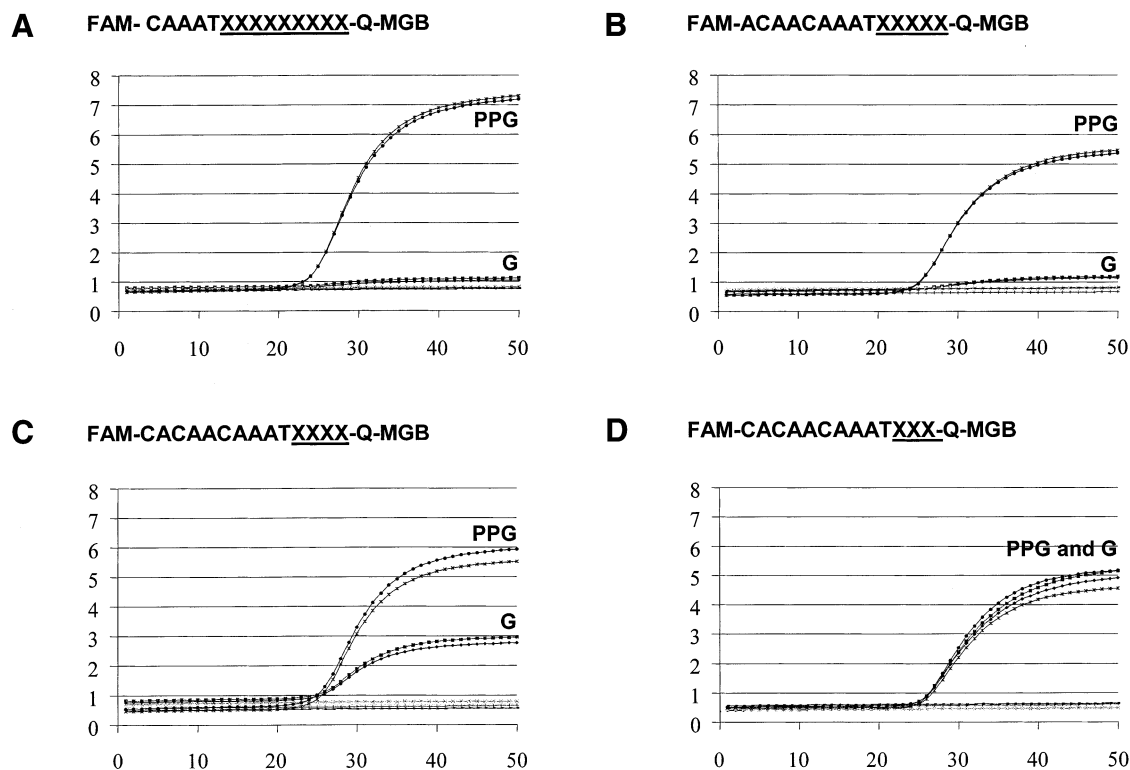 A
FAM- CAAATXXXXXXXXX-Q-MGB
8
7
6
5
4
3
2
1
0
PPG
G
0 10 20 30 40 50
B
FAM-ACAACAAATXXXXX-Q-MGB
8
7
6
5
4
3
2
1
0
PPG
G
0 10 20 30 40 50
C
FAM-CACAACAAATXXXX-Q-MGB
8
7
6
5
4
3
2
1
0
PPG
G
0 10 20 30 40 50
D
FAM-CACAACAAATXXX-Q-MGB
8
7
6
5
4
3
2
1
0
PPG and G
0 10 20 30 40 50